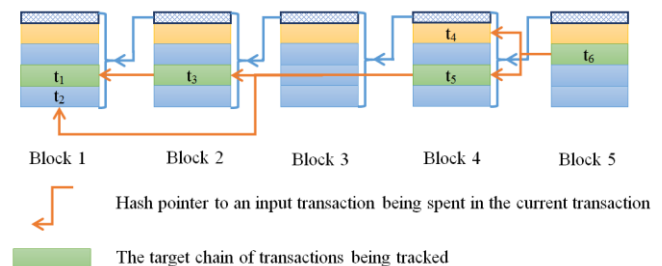 t4
t6
t1
t3
t5
t2
Block 1
Block 2
Block 3
Block 4
Block 5
Hash pointer to an input transaction being spent in the current transaction
The target chain of transactions being tracked